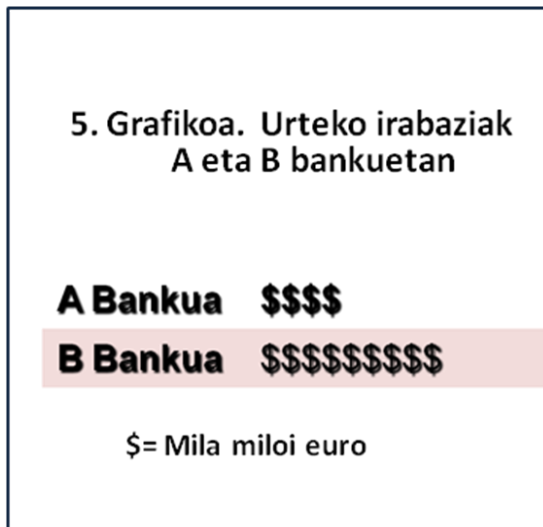 5. Grafikoa. Urteko irabaziak
A eta B bankuetan
A Bankua $$$$
B Bankua $$$$$$$$$
$= Mila miloi euro